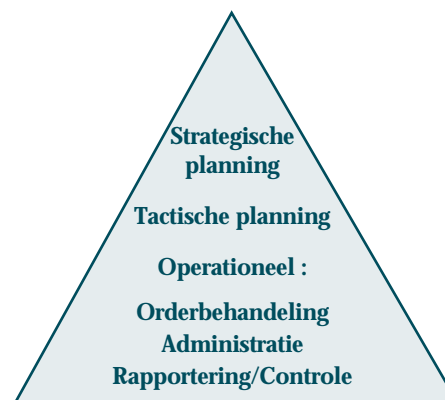 Strategische
planning
Tactische planning
Operationeel :
Orderbehandeling
Administratie
Rapportering/Controle